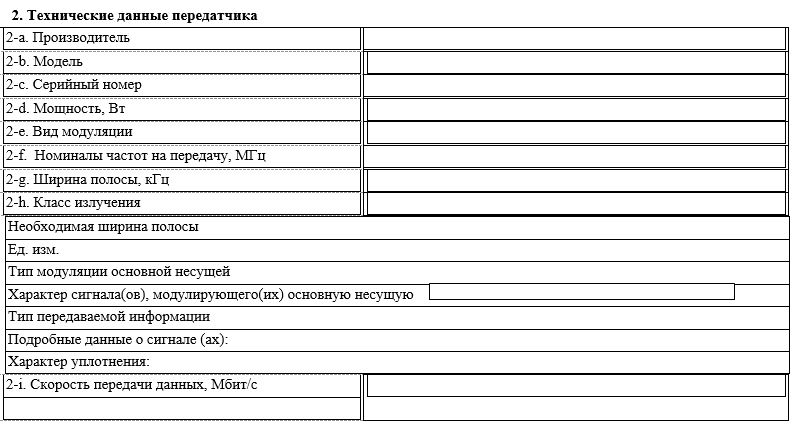 2. Технические данные передатчика
2-a. Производитель
2-b. Модель
2-c. Серийный номер
2-d. Мощность, Вт
2-e. Вид модуляции
2-f. Номиналы частот на передачу, МГц
2-g. Ширина полосы, кГц
2-h. Класс излучения
Необходимая ширина полосы
Ед. изм.
Тип модуляции основной несущей
Характер сигнала(ов), модулирующего(их) основную несущую
Тип передаваемой информации
Подробные данные о сигнале (ах):
Характер уплотнения:
2-i. Скорость передачи данных, Мбит/с